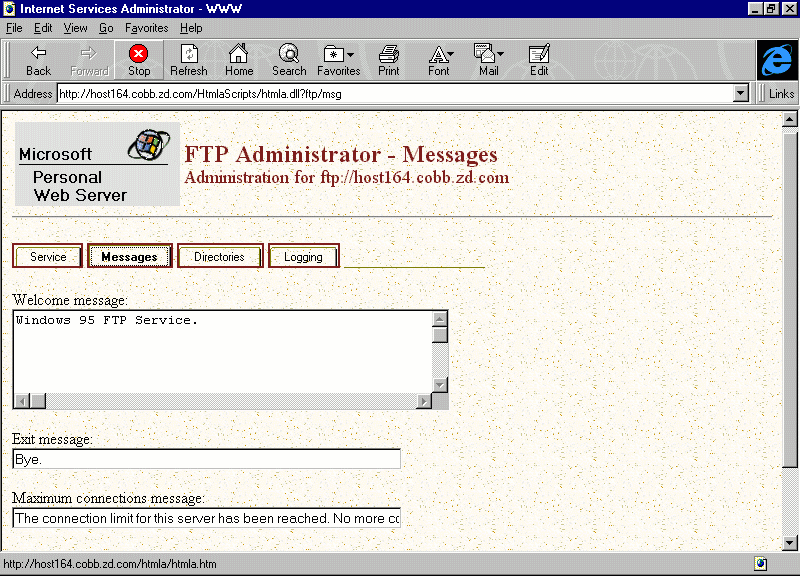 Internet Services Administrator - WWW
File Edit View Go Favorites Help
Back Forward Stop Refresh Home Search Favorites Print Font Mail Edit
Address http://host164.cobb.zd.com/HtmlaScripts/htmla.dll?ftp/msg Links
Microsoft
Personal
Web Server
FTP Administrator - Messages
Administration for ftp://host164.cobb.zd.com
Service Messages Directories Logging
Welcome message:
Windows 95 FTP Service.
Exit message:
Bye.
Maximum connections message:
The connection limit for this server has been reached. No more co
http://host164.cobb.zd.com/htmla/htmla.htm